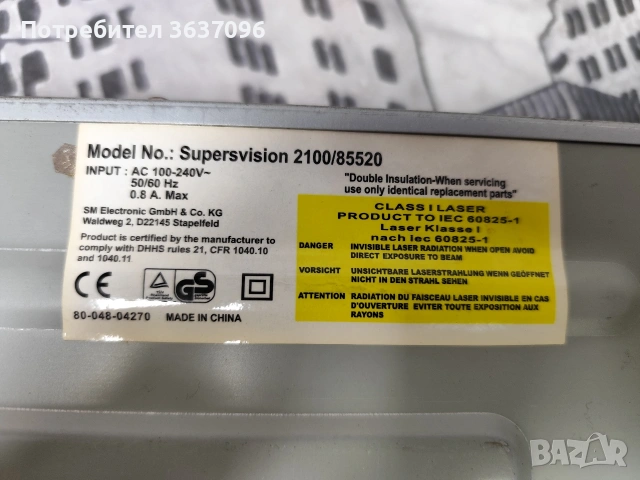 Потребител 3637096
Model No.: Supersvision 2100/85520
INPUT : AC 100-240V~
50/60 Hz
0.8 A. Max
"Double Insulation-When servicing
use only identical replacement parts"
SM Electronic GmbH & Co. KG
Waldweg 2, D22145 Stapelfeld
Product is certified by the manufacturer to
comply with DHHS rules 21, CFR 1040.10
and 1040.11
CE
GS
80-048-04270 MADE IN CHINA
CLASS I LASER
PRODUCT TO IEC 60825-1
Laser Klasse I
nach iec 60825-1
DANGER INVISIBLE LASER RADIATION WHEN OPEN AVOID
DIRECT EXPOSURE TO BEAM
VORSICHT UNSICHTBARE LASERSTRAHLUNG WENN GEÖFFNET
NICHT IN DEN STRAHL SEHEN
ATTENTION RADIATION DU FAISCEAU LASER INVISIBLE EN CAS
D'OUVERTURE EVITER TOUTE EXPOSITION AUX
RAYONS
BAZAR
bg